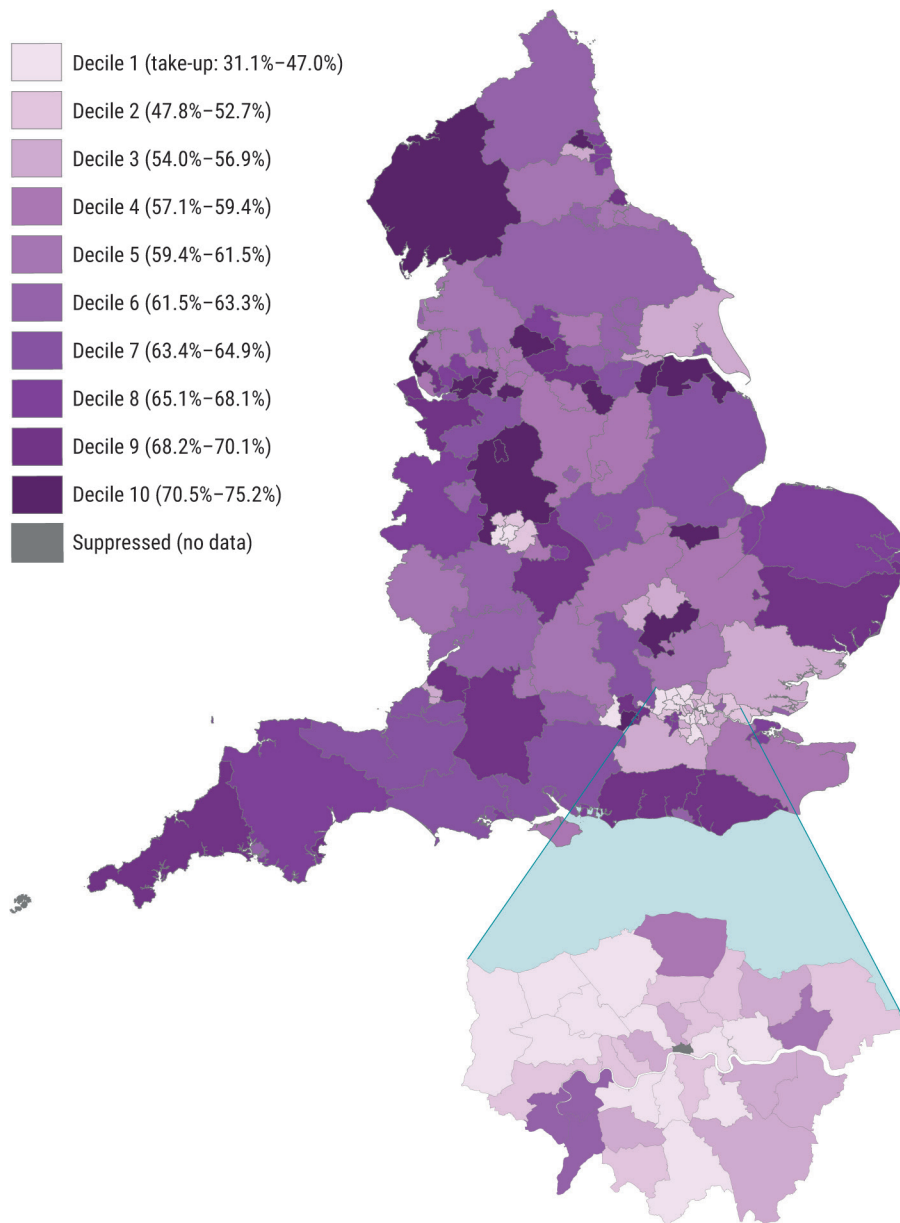 Decile 1 (take-up: 31.1%–47.0%)
Decile 2 (47.8%–52.7%)
Decile 3 (54.0%–56.9%)
Decile 4 (57.1%–59.4%)
Decile 5 (59.4%–61.5%)
Decile 6 (61.5%–63.3%)
Decile 7 (63.4%–64.9%)
Decile 8 (65.1%–68.1%)
Decile 9 (68.2%–70.1%)
Decile 10 (70.5%–75.2%)
Suppressed (no data)